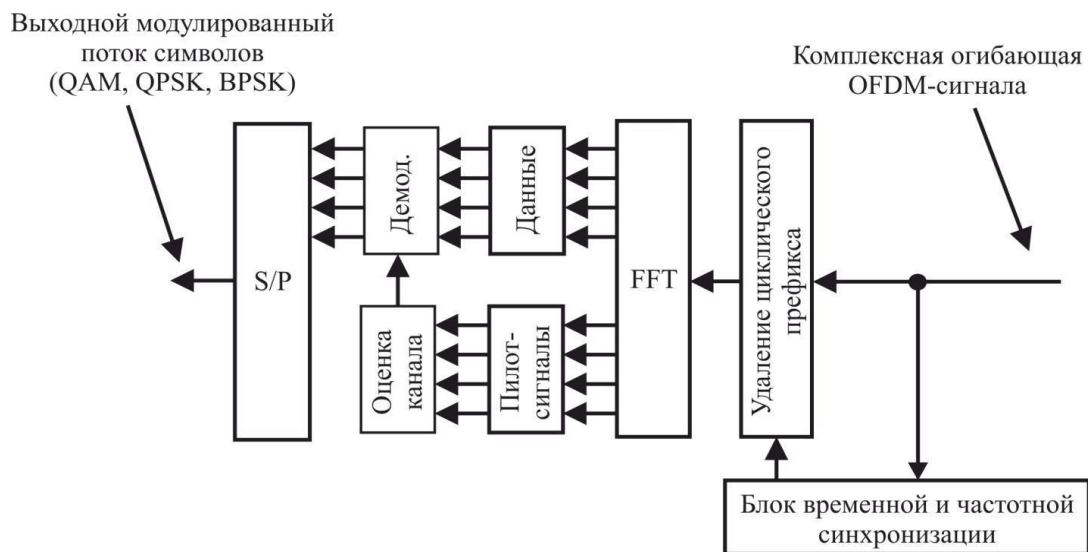 Выходной модулированный
поток символов
(QAM, QPSK, BPSK)
Комплексная огибающая
OFDM-сигнала
S/P
Демод.
Данные
Оценка
канала
Пилот-
сигналы
FFT
Удаление циклического
префикса
Блок временной и частотной
синхронизации